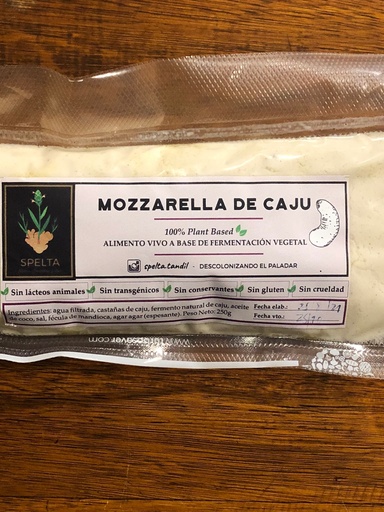 MOZZARELLA DE CAJU
100% Plant Based
ALIMENTO VIVO A BASE DE FERMENTACIÓN VEGETAL
SPELTA
spelta.tandil · DESCOLONIZANDO EL PALADAR
Sin lácteos animales Sin transgénicos Sin conservantes Sin gluten Sin crueldad
Ingredientes: agua filtrada, castañas de caju, fermento natural de caju, aceite
de coco, sal, fécula de mandioca, agar agar (espesante). Peso Neto: 250g
Fecha elab.:
Fecha vto.: